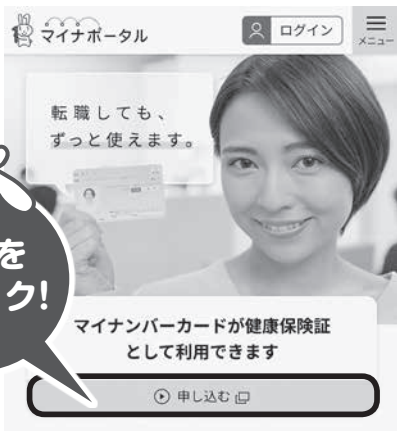 マイナポータル
ログイン
メニュー
転職しても、
ずっと使えます。
を
ク!
マイナンバーカードが健康保険証
として利用できます
申し込む